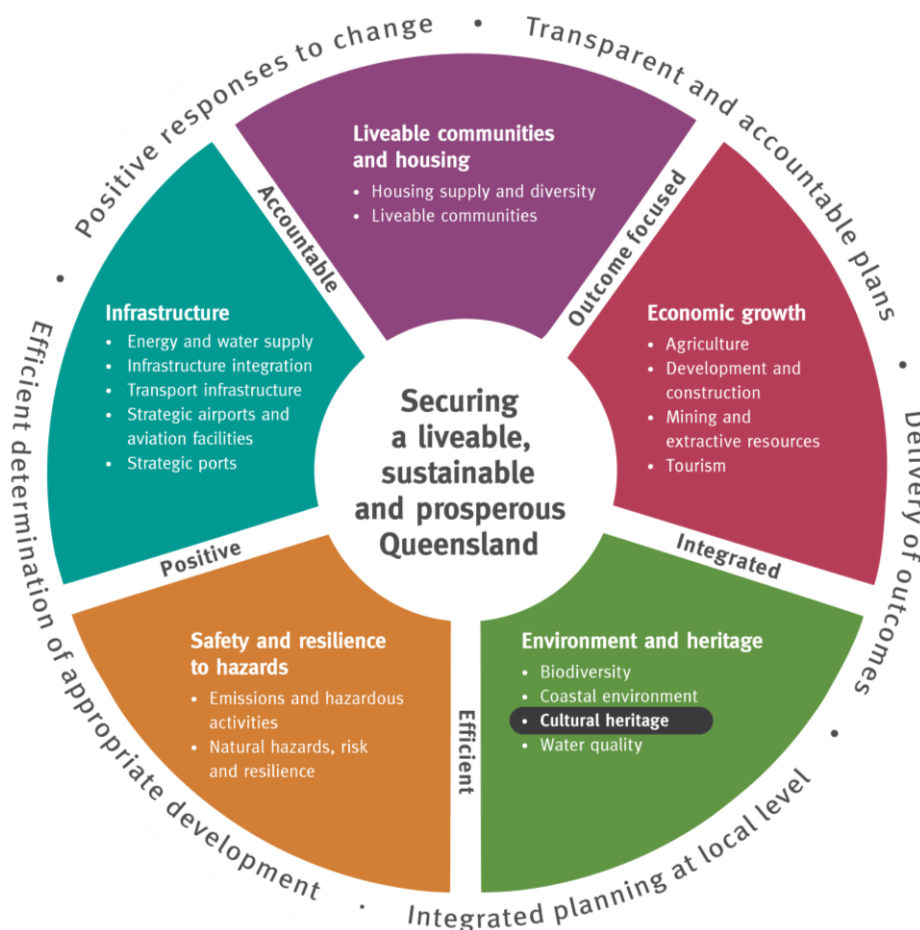 Positive responses to change
•
Transparent and accountable plans
•
Delivery of outcomes
•
Integrated planning at local level
•
Efficient determination of appropriate development
•
Liveable communities
and housing
• Housing supply and diversity
• Liveable communities
Accountable
Outcome focused
Infrastructure
• Energy and water supply
• Infrastructure integration
• Transport infrastructure
• Strategic airports and
aviation facilities
• Strategic ports
Economic growth
• Agriculture
• Development and
construction
• Mining and
extractive resources
• Tourism
Securing
a liveable,
sustainable
and prosperous
Queensland
Positive
Integrated
Safety and resilience
to hazards
• Emissions and hazardous
activities
• Natural hazards, risk
and resilience
Efficient
Environment and heritage
• Biodiversity
• Coastal environment
• Cultural heritage
• Water quality